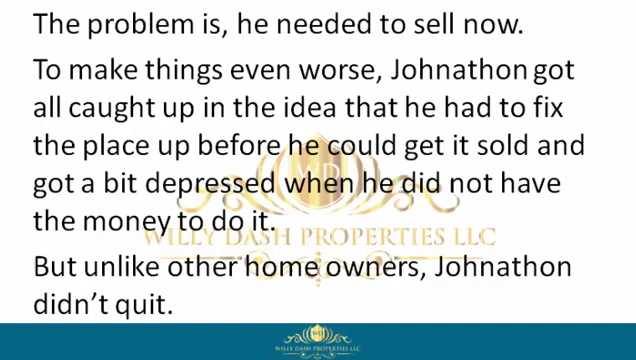 The problem is, he needed to sell now.
To make things even worse, Johnathon got
all caught up in the idea that he had to fix
the place up before he could get it sold and
got a bit depressed when he did not have
the money to do it.
WILLY DASH PROPERTIES LLC
But unlike other home owners, Johnathon
didn't quit.
WILLY DASH PROPERTIES LLC